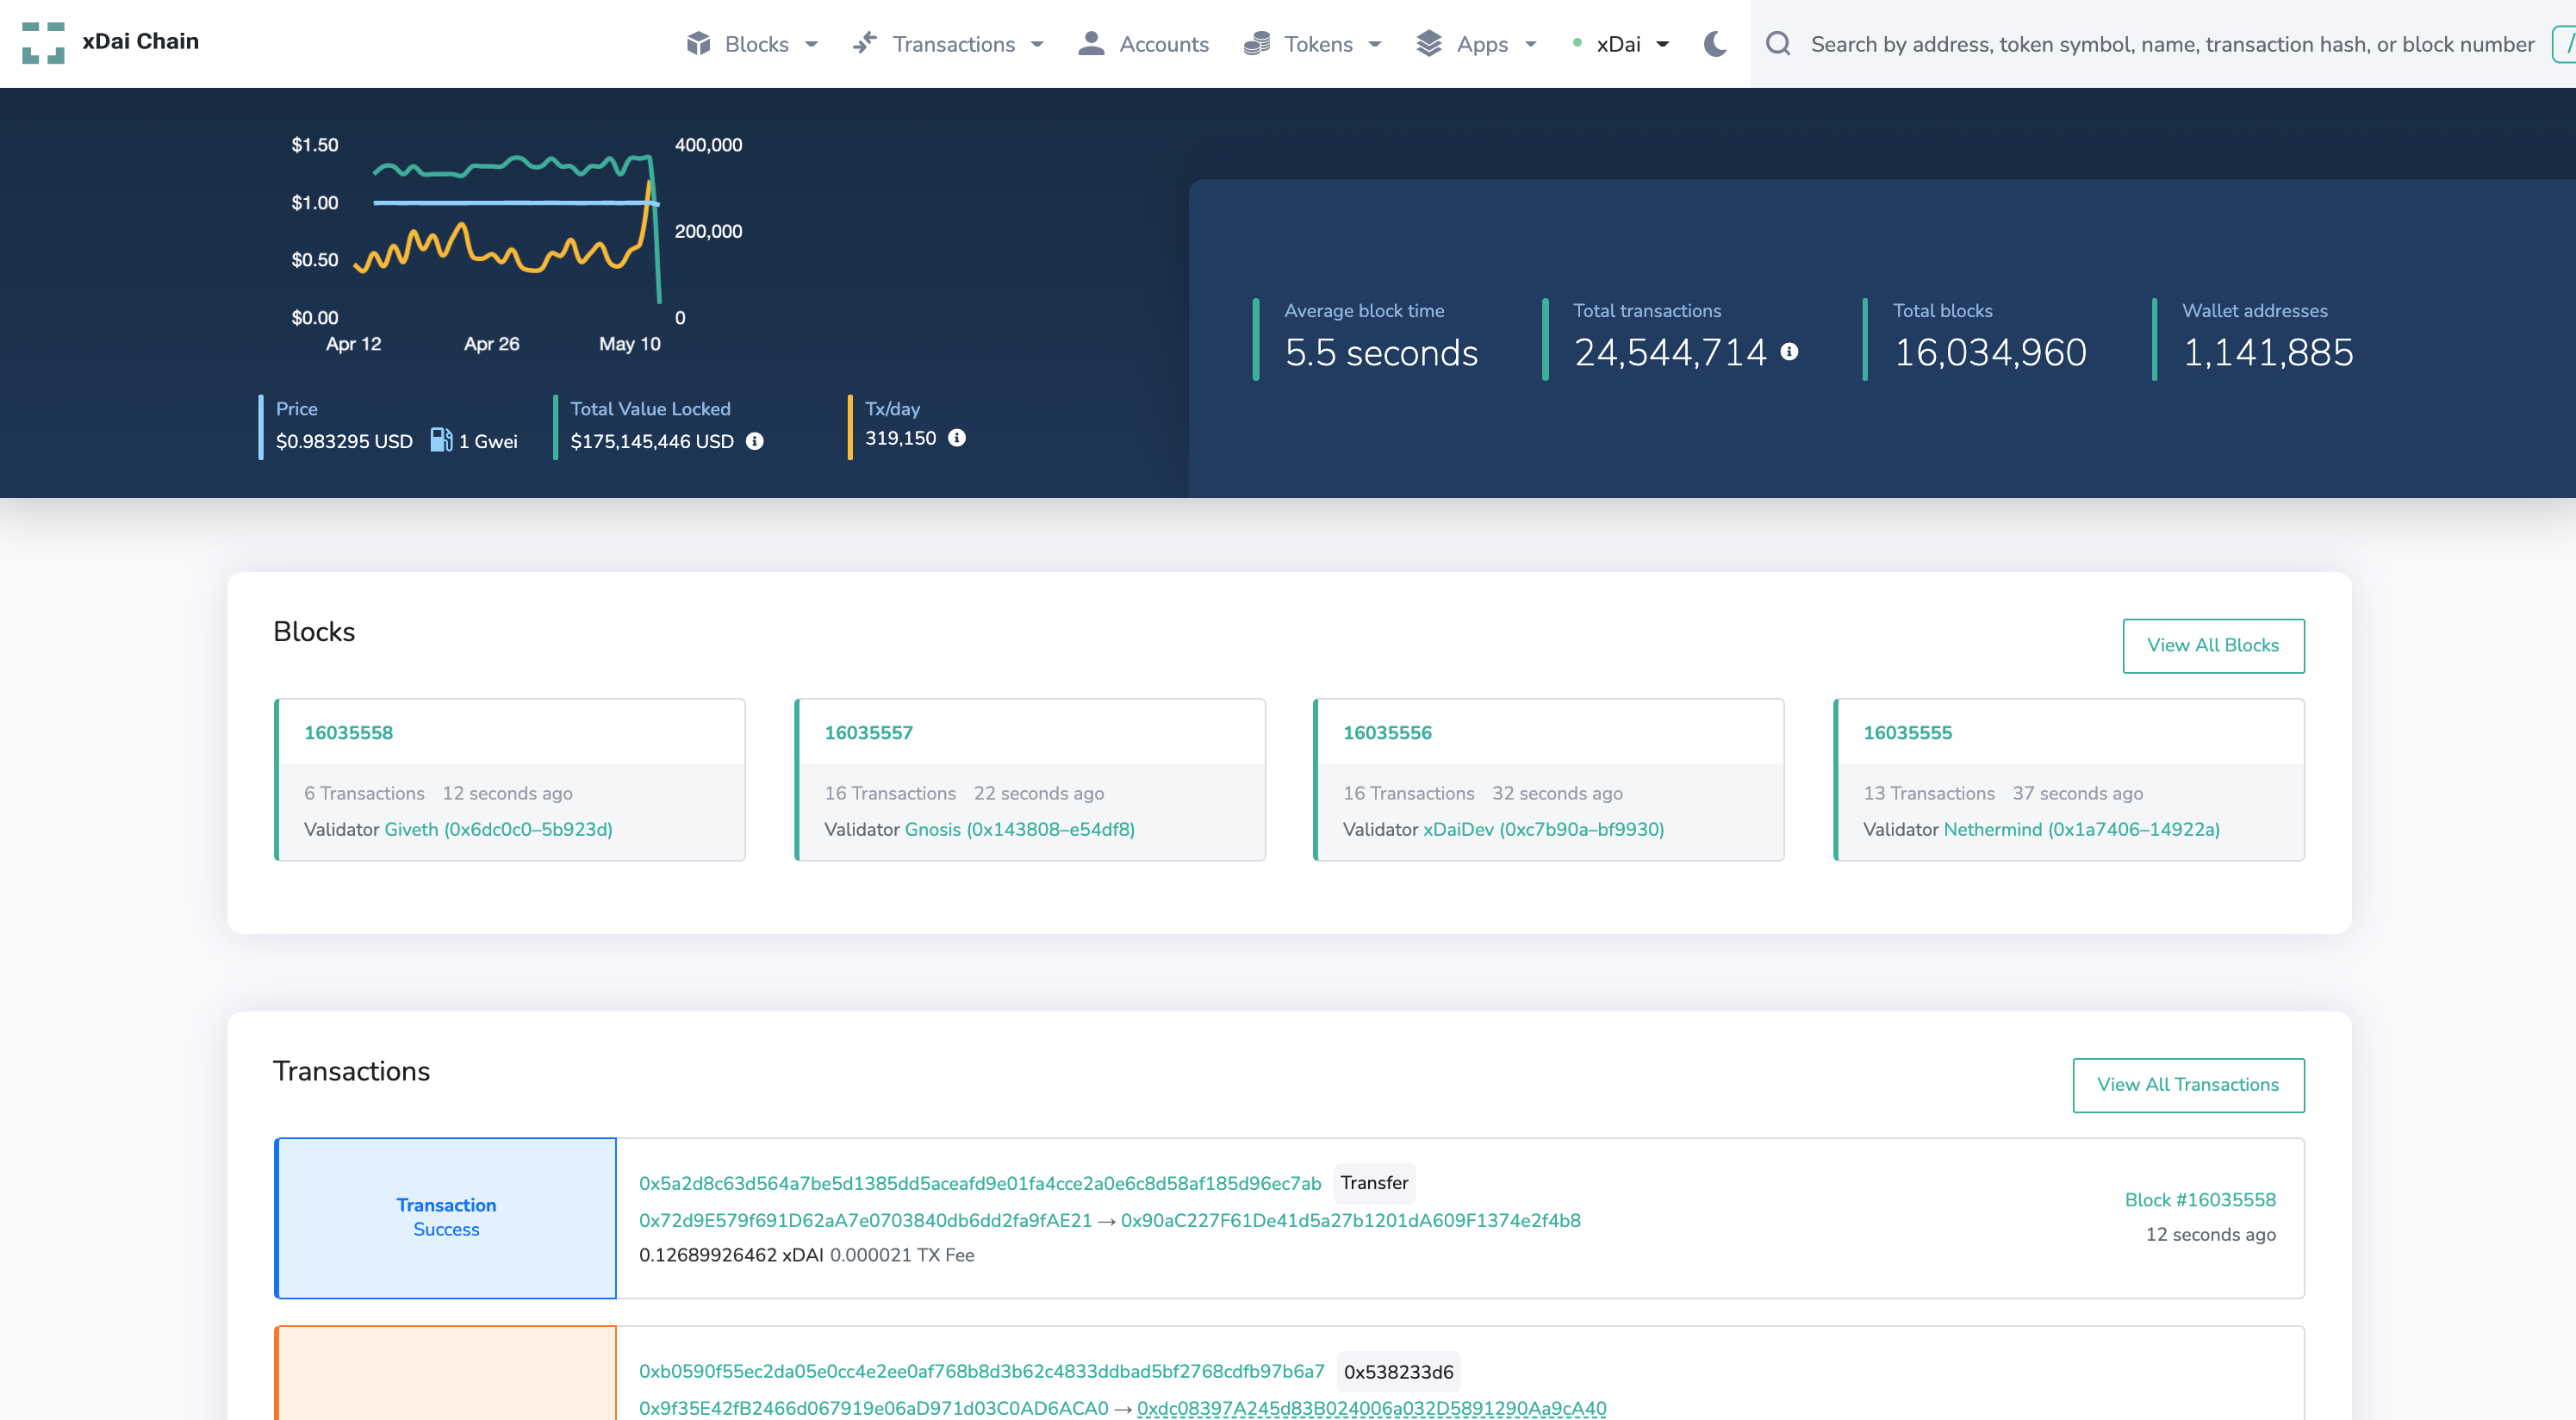 xDai Chain
Blocks
Transactions
Accounts
Tokens
Apps
xDai
Search by address, token symbol, name, transaction hash, or block number
/
$1.50
$1.00
$0.50
$0.00
400,000
200,000
0
Apr 12
Apr 26
May 10
Price
$0.983295 USD 1 Gwei
Total Value Locked
$175,145,446 USD
Tx/day
319,150
Average block time
5.5 seconds
Total transactions
24,544,714
Total blocks
16,034,960
Wallet addresses
1,141,885
Blocks
View All Blocks
16035558
6 Transactions 12 seconds ago
Validator Giveth (0x6dc0c0–5b923d)
16035557
16 Transactions 22 seconds ago
Validator Gnosis (0x143808–e54df8)
16035556
16 Transactions 32 seconds ago
Validator xDaiDev (0xc7b90a–bf9930)
16035555
13 Transactions 37 seconds ago
Validator Nethermind (0x1a7406–14922a)
Transactions
View All Transactions
Transaction
Success
0x5a2d8c63d564a7be5d1385dd5aceafd9e01fa4cce2a0e6c8d58af185d96ec7ab Transfer
0x72d9E579f691D62aA7e0703840db6dd2fa9fAE21 → 0x90aC227F61De41d5a27b1201dA609F1374e2f4b8
0.12689926462 xDAI 0.000021 TX Fee
Block #16035558
12 seconds ago
0xb0590f55ec2da05e0cc4e2ee0af768b8d3b62c4833ddbad5bf2768cdfb97b6a7 0x538233d6
0x9f35E42fB2466d067919e06aD971d03C0AD6ACA0 → 0xdc08397A245d83B024006a032D5891290Aa9cA40